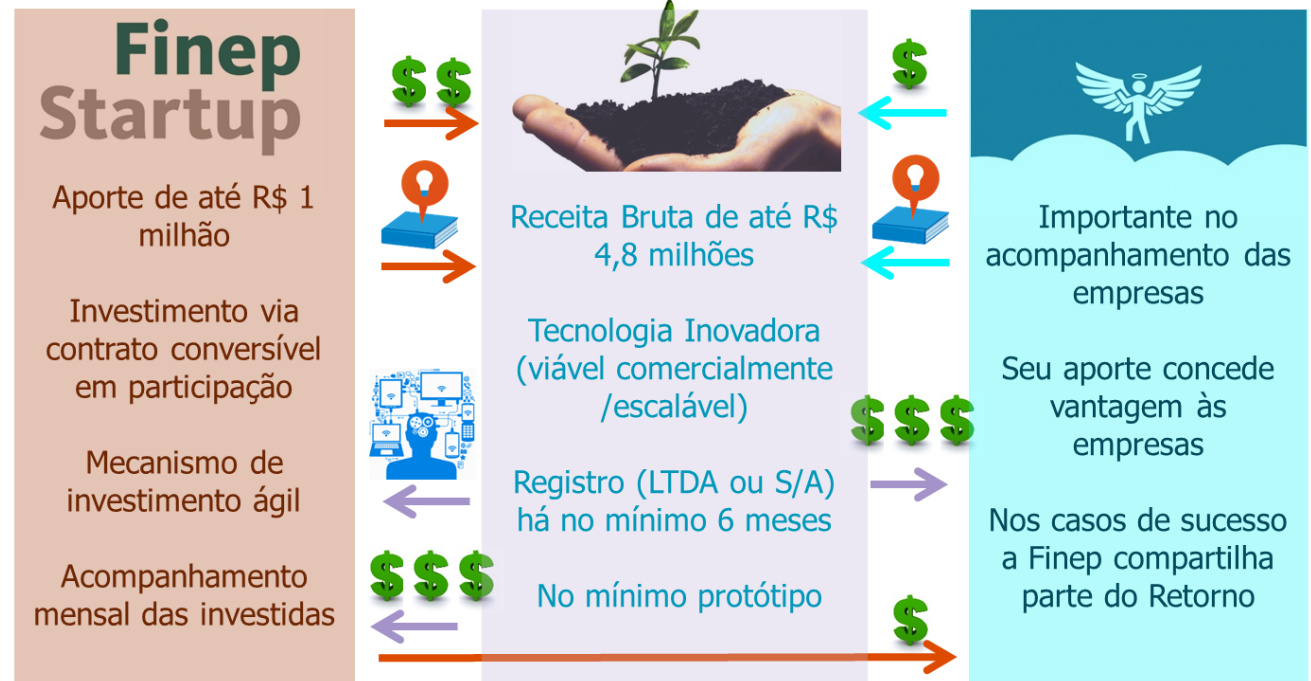 Finep
Startup
Aporte de até R$ 1
milhão
Investimento via
contrato conversível
em participação
Mecanismo de
investimento ágil
Acompanhamento
mensal das investidas
$$
$$$
Receita Bruta de até R$
4,8 milhões
Tecnologia Inovadora
(viável comercialmente
/escalável)
Registro (LTDA ou S/A)
há no mínimo 6 meses
No mínimo protótipo
$
$$$
$
Importante no
acompanhamento das
empresas
Seu aporte concede
vantagem às
empresas
Nos casos de sucesso
a Finep compartilha
parte do Retorno